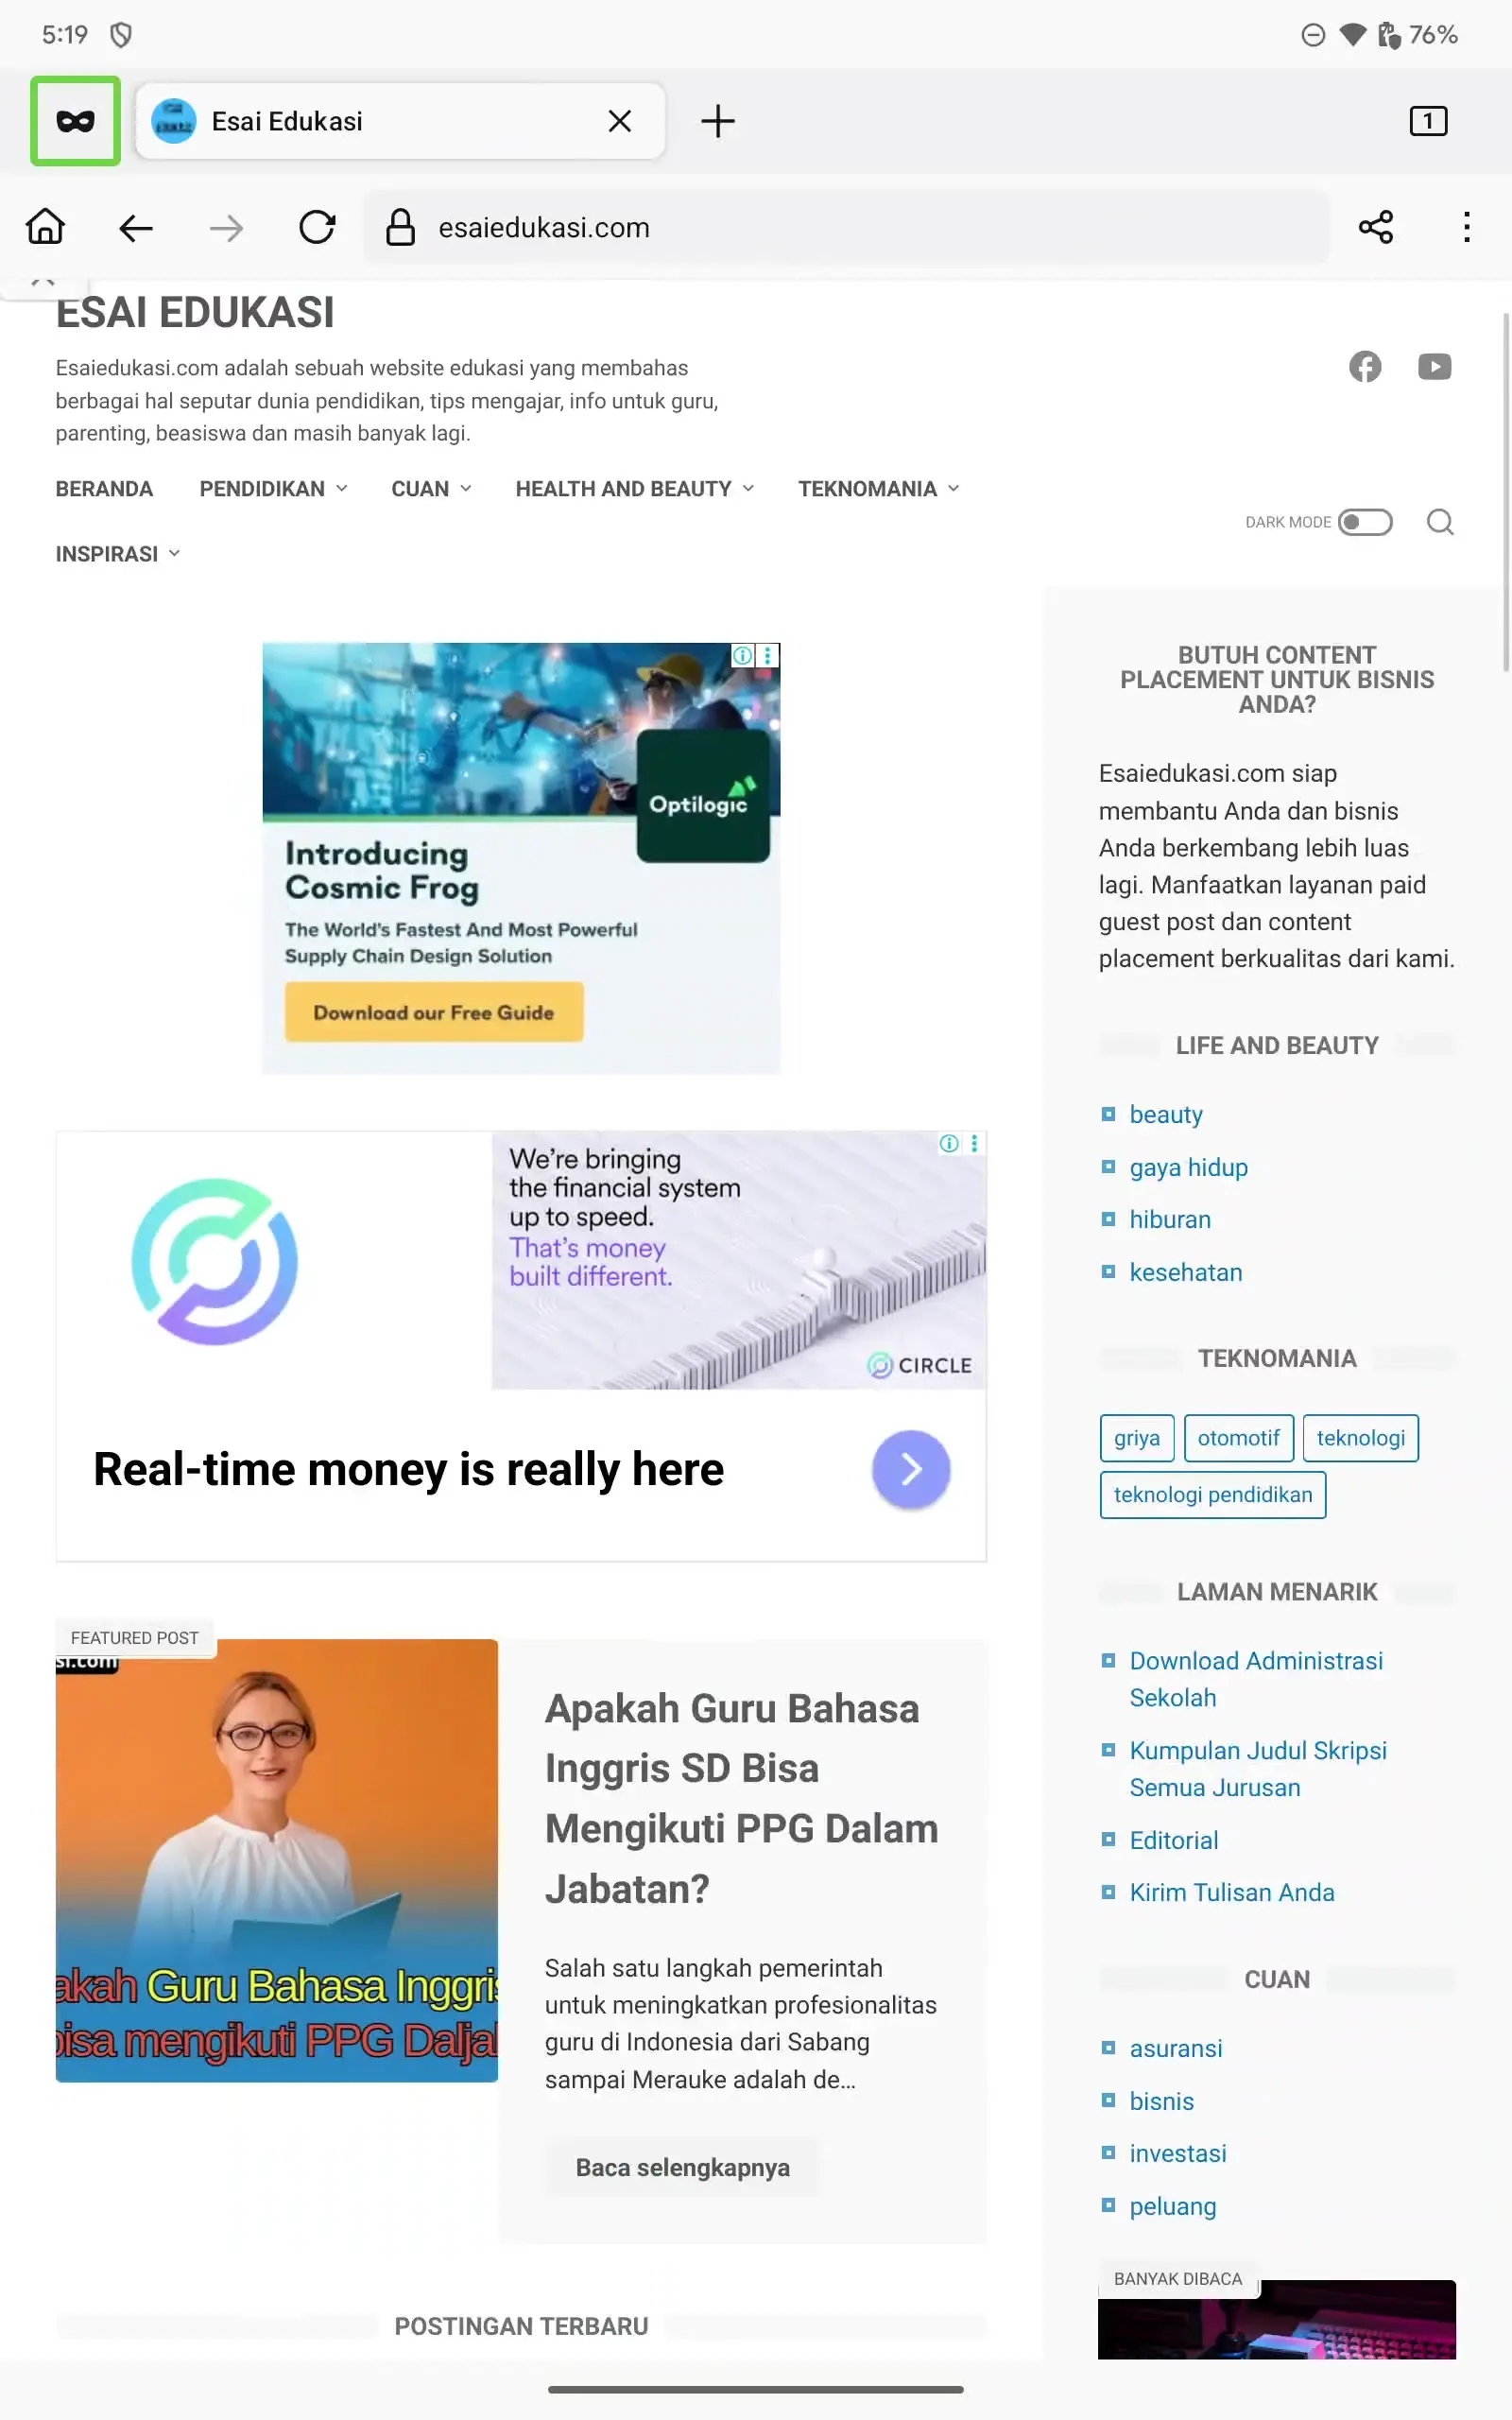 5:19
76%
Esai Edukasi
1
esaiedukasi.com
ESAI EDUKASI
Esaiedukasi.com adalah sebuah website edukasi yang membahas
berbagai hal seputar dunia pendidikan, tips mengajar, info untuk guru,
parenting, beasiswa dan masih banyak lagi.
BERANDA PENDIDIKAN CUAN HEALTH AND BEAUTY TEKNOMANIA
INSPIRASI
DARK MODE
Optilogic
Introducing
Cosmic Frog
The World's Fastest And Most Powerful
Supply Chain Design Solution
Download our Free Guide
We're bringing
the financial system
up to speed.
That's money
built different.
CIRCLE
Real-time money is really here
FEATURED POST
si.com
akah Guru Bahasa Inggris
bisa mengikuti PPG Daljab
Apakah Guru Bahasa
Inggris SD Bisa
Mengikuti PPG Dalam
Jabatan?
Salah satu langkah pemerintah
untuk meningkatkan profesionalitas
guru di Indonesia dari Sabang
sampai Merauke adalah de...
Baca selengkapnya
POSTINGAN TERBARU
BUTUH CONTENT
PLACEMENT UNTUK BISNIS
ANDA?
Esaiedukasi.com siap
membantu Anda dan bisnis
Anda berkembang lebih luas
lagi. Manfaatkan layanan paid
guest post dan content
placement berkualitas dari kami.
LIFE AND BEAUTY
beauty
gaya hidup
hiburan
kesehatan
TEKNOMANIA
griya otomotif teknologi
teknologi pendidikan
LAMAN MENARIK
Download Administrasi
Sekolah
Kumpulan Judul Skripsi
Semua Jurusan
Editorial
Kirim Tulisan Anda
CUAN
asuransi
bisnis
investasi
peluang
BANYAK DIBACA